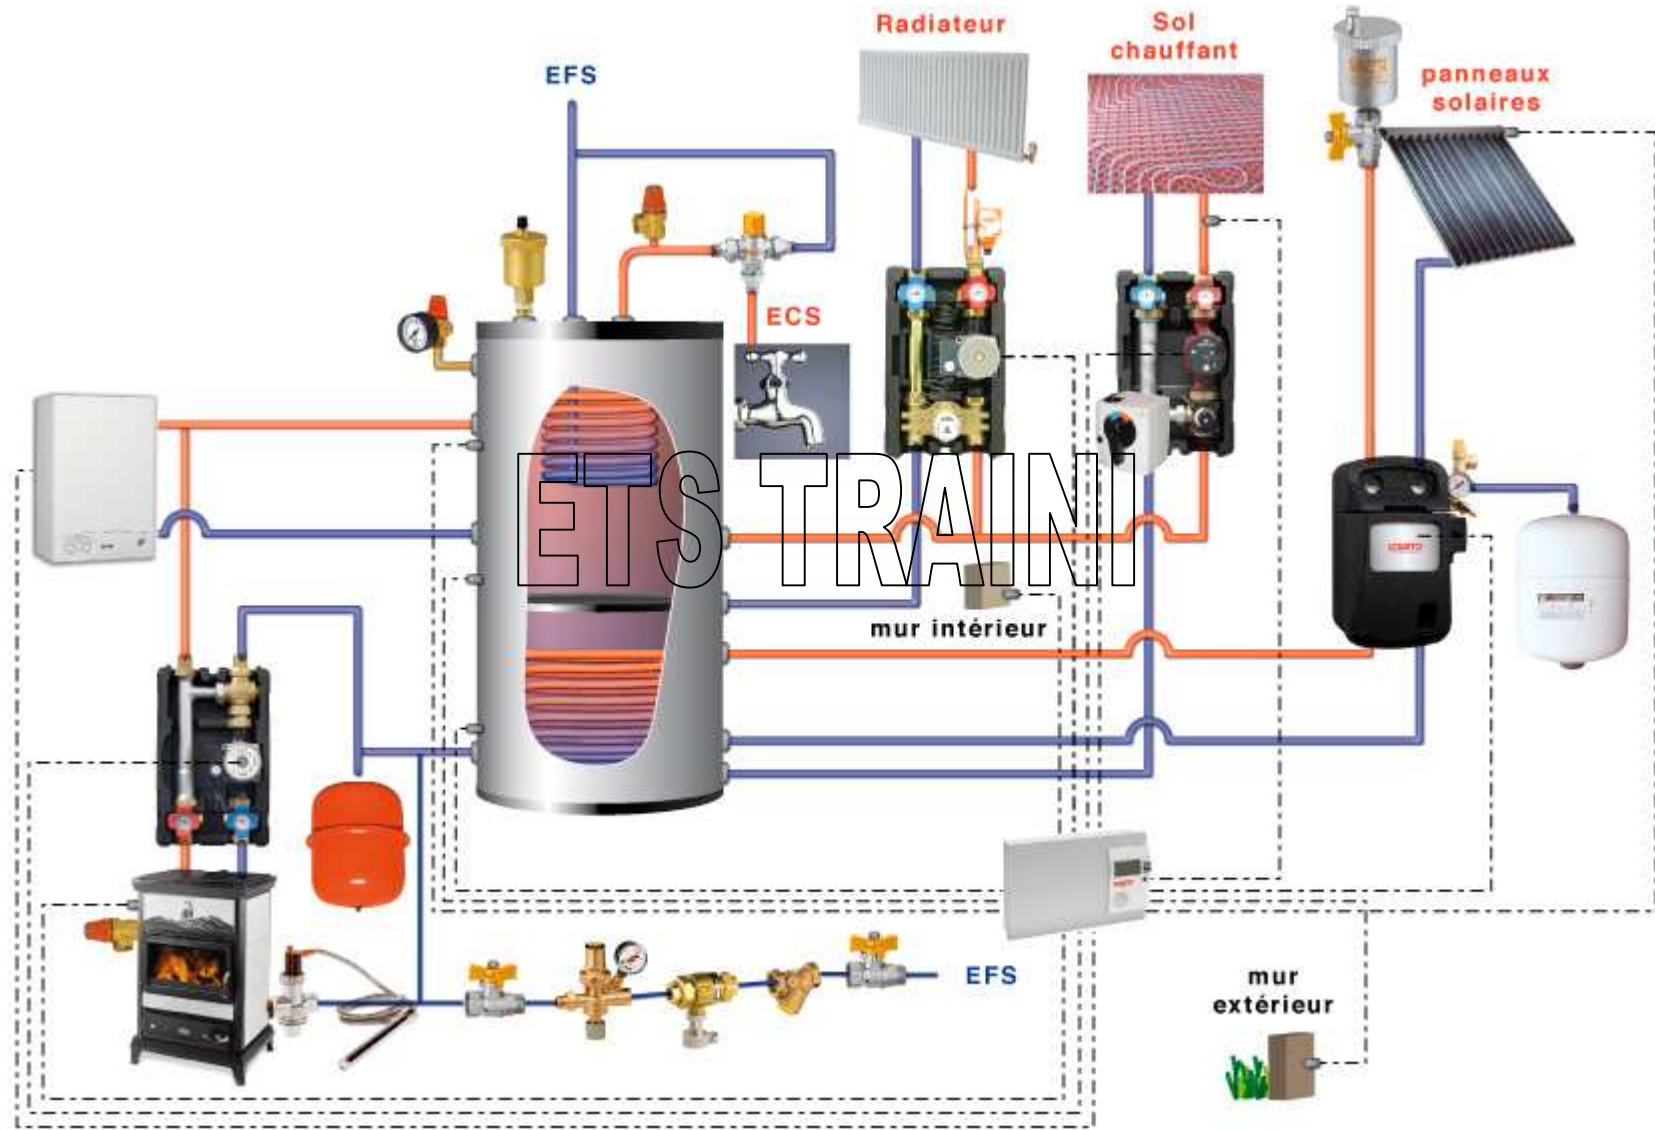 Radiateur
Sol
chauffant
panneaux
solaires
EFS
ECS
ETS TRAINI
mur intérieur
EFS
mur
extérieur